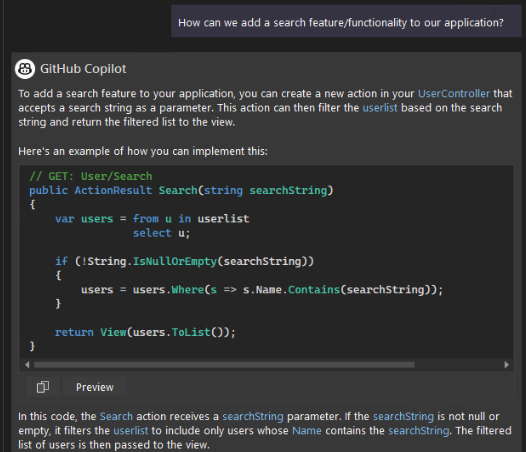 How can we add a search feature/functionality to our application?
GitHub Copilot
To add a search feature to your application, you can create a new action in your UserController that
accepts a search string as a parameter. This action can then filter the userlist based on the search
string and return the filtered list to the view.
Here's an example of how you can implement this:
// GET: User/Search
public ActionResult Search(string searchString)
{
    var users = from u in userlist
                select u;
    if (!String.IsNullOrEmpty(searchString))
    {
        users = users.Where(s => s.Name.Contains(searchString));
    }
    return View(users.ToList());
}
Preview
In this code, the Search action receives a searchString parameter. If the searchString is not null or
empty, it filters the userlist to include only users whose Name contains the searchString. The filtered
list of users is then passed to the view.